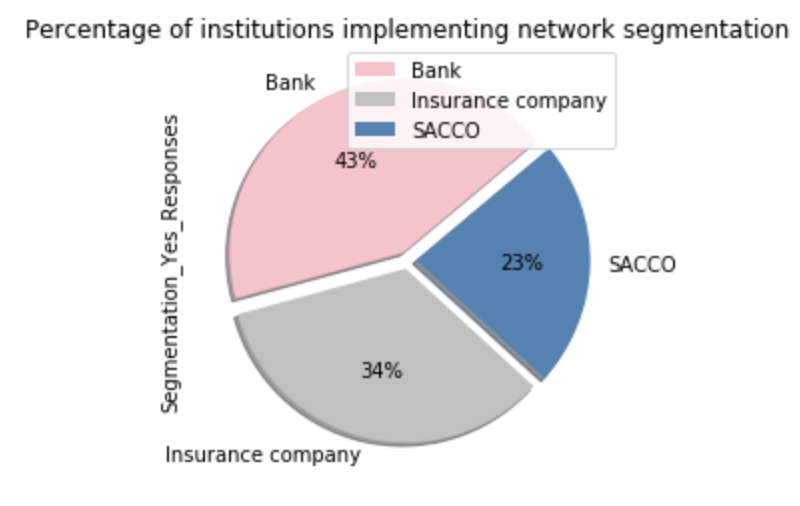 Percentage of institutions implementing network segmentation
Bank
Bank
Insurance company
SACCO
43%
Segmentation_Yes_Responses
23%
SACCO
34%
Insurance company